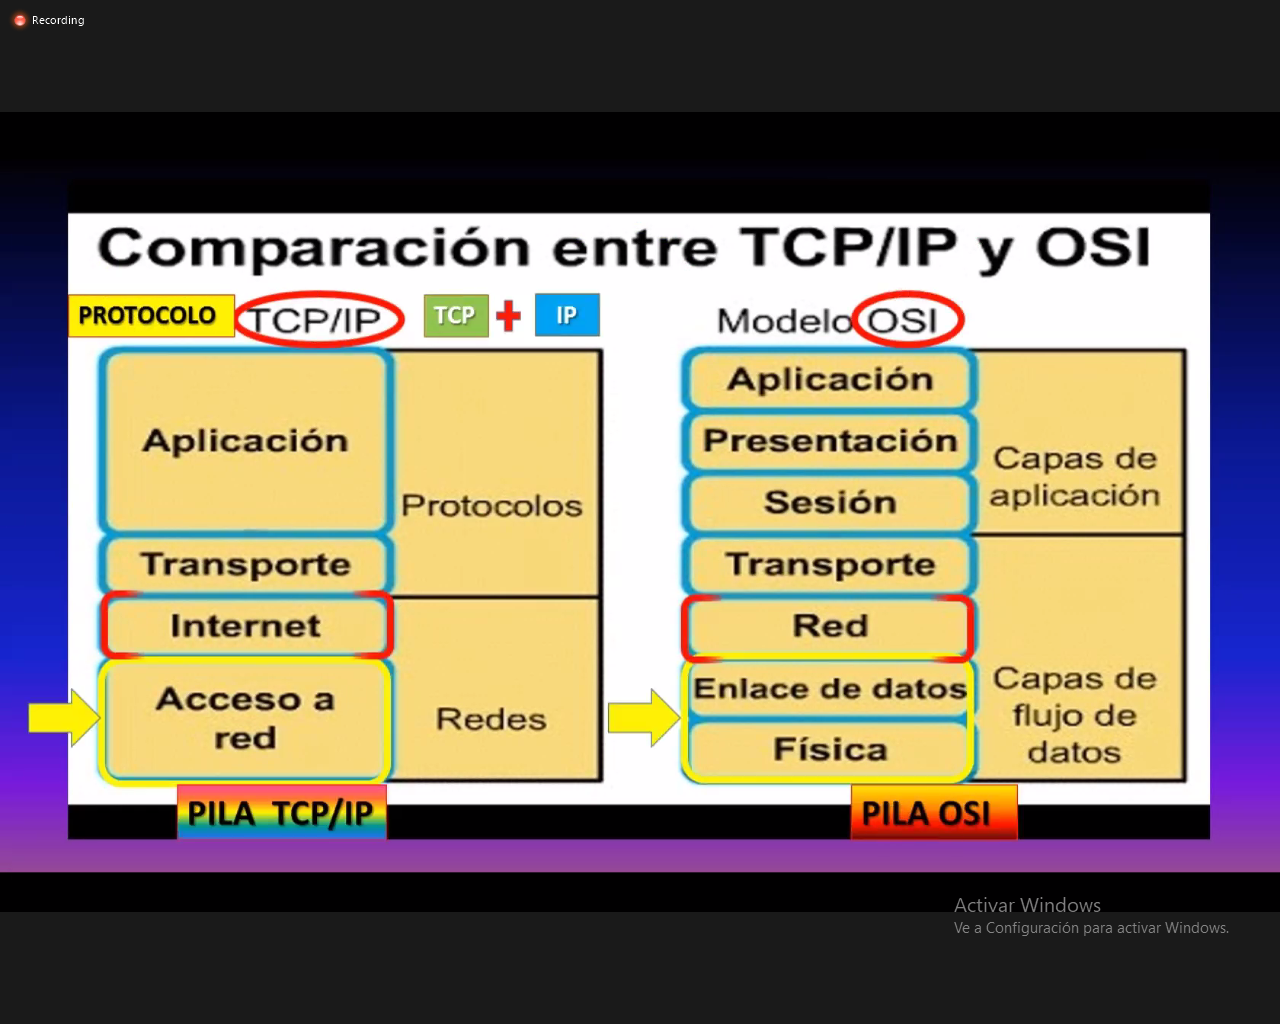 Recording
Comparación entre TCP/IP y OSI
PROTOCOLO TCP/IP TCP + IP
Modelo OSI
Aplicación
Transporte
Internet
Acceso a
red
Protocolos
Redes
PILA TCP/IP
Aplicación
Presentación
Sesión
Transporte
Red
Enlace de datos
Física
Capas de
aplicación
Capas de
flujo de
datos
PILA OSI
Activar Windows
Ve a Configuración para activar Windows.